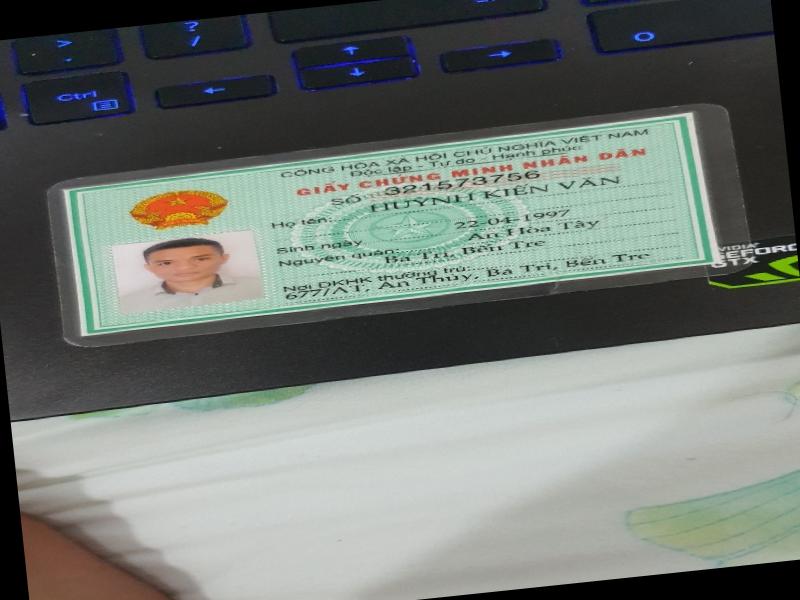 >
.
?
/
Ctrl
←
↑
↓
→
O
CỘNG HÒA XÃ HỘI CHỦ NGHĨA VIỆT NAM
Độc lập - Tự do - Hạnh phúc
GIẤY CHỨNG MINH NHÂN DÂN
SỐ 321573756
Họ tên: HUỲNH KIẾN VĂN
Sinh ngày 22-04-1997
Nguyên quán: An Hòa Tây
Ba Tri, Bến Tre
Nơi ĐKHK thường trú:
677/AT1, An Thủy, Ba Tri, Bến Tre
NVIDIA
GEFORCE
GTX